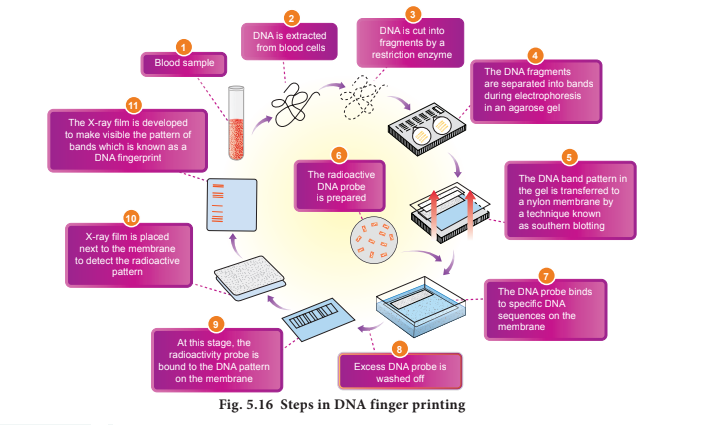 1
Blood sample
2
DNA is extracted
from blood cells
3
DNA is cut into
fragments by a
restriction enzyme
4
The DNA fragments
are separated into bands
during electrophoresis
in an agarose gel
5
The DNA band pattern in
the gel is transferred to
a nylon membrane by
a technique known
as southern blotting
6
The radioactive
DNA probe
is prepared
7
The DNA probe binds
to specific DNA
sequences on the
membrane
8
Excess DNA probe is
washed off
9
At this stage, the
radioactivity probe is
bound to the DNA pattern
on the membrane
10
X-ray film is placed
next to the membrane
to detect the radioactive
pattern
11
The X-ray film is developed
to make visible the pattern of
bands which is known as a
DNA fingerprint
Fig. 5.16 Steps in DNA finger printing